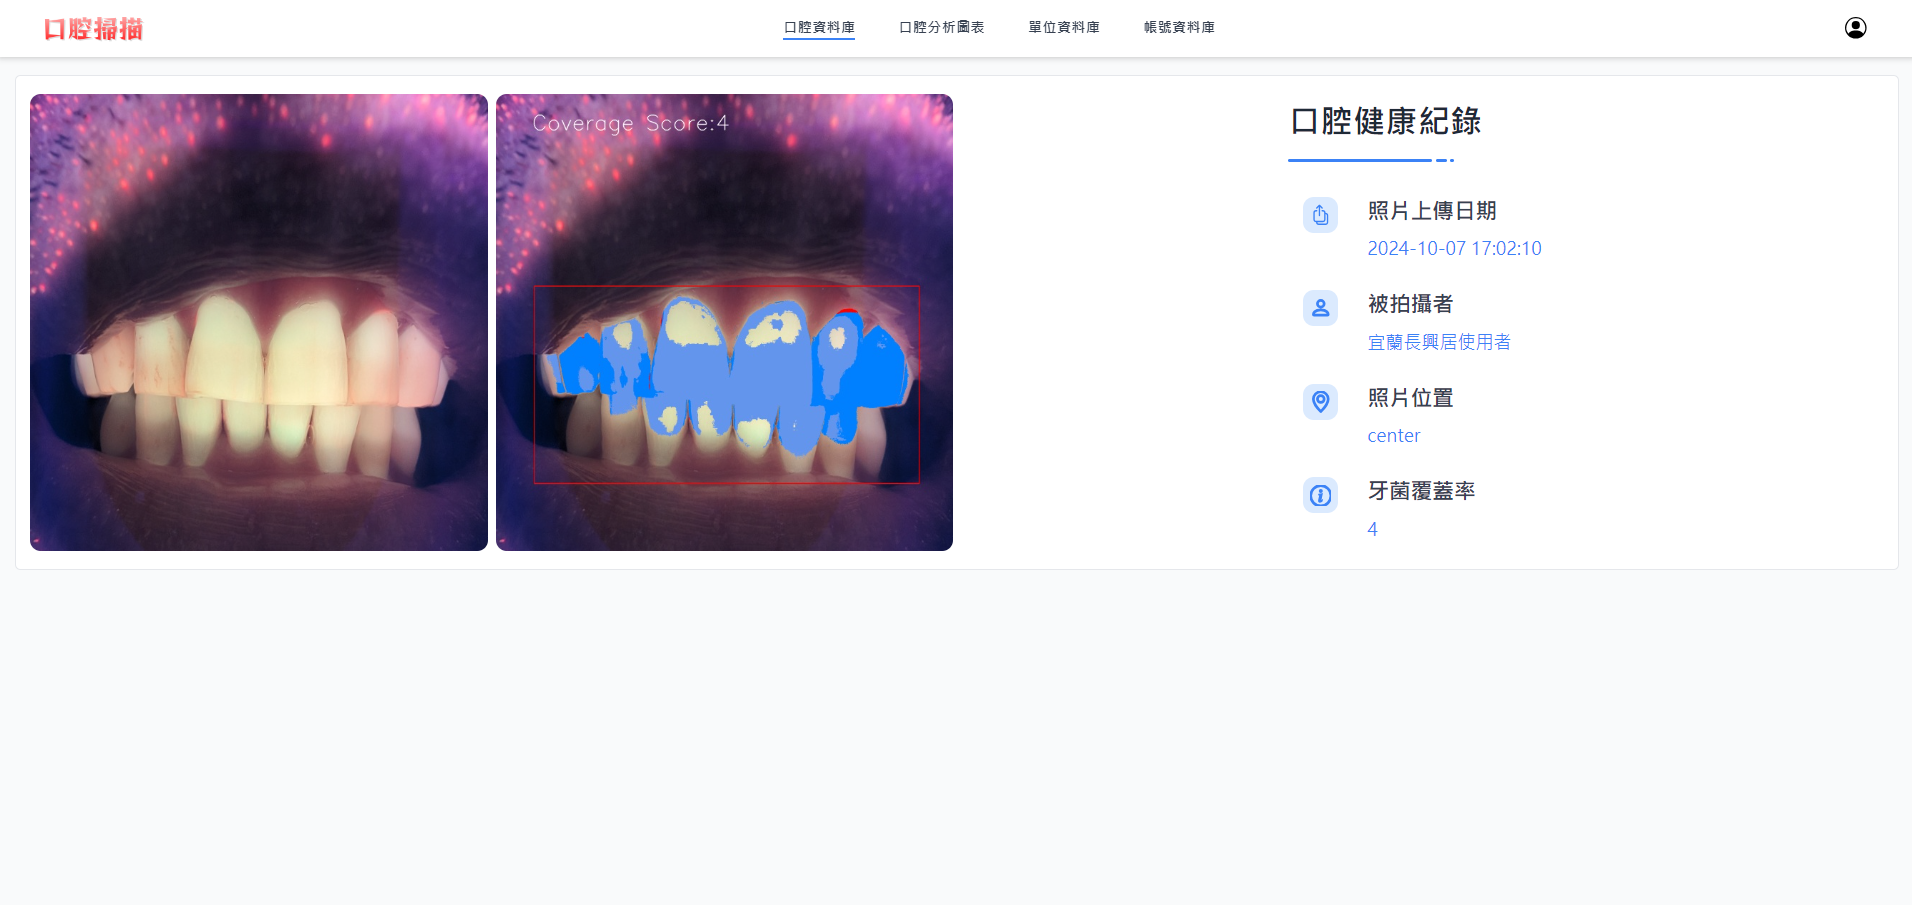 口腔掃描
口腔資料庫 口腔分析圖表 單位資料庫 帳號資料庫
Coverage Score:4
口腔健康紀錄
照片上傳日期
2024-10-07 17:02:10
被拍攝者
宜蘭長興居使用者
照片位置
center
牙菌覆蓋率
4